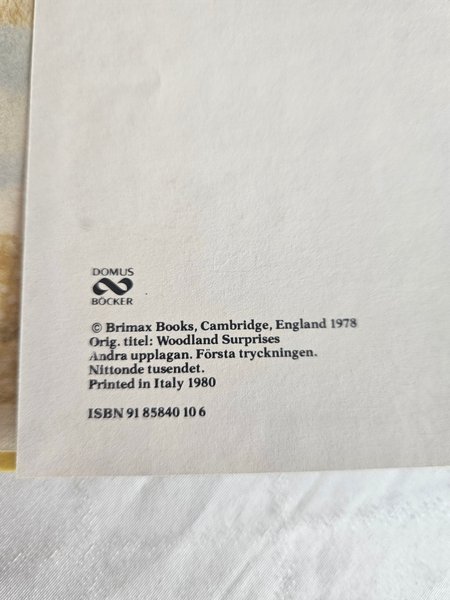 DOMUS
BÖCKER
© Brimax Books, Cambridge, England 1978
Orig. titel: Woodland Surprises
Andra upplagan. Första tryckningen.
Nittonde tusendet.
Printed in Italy 1980
ISBN 91 85840 10 6